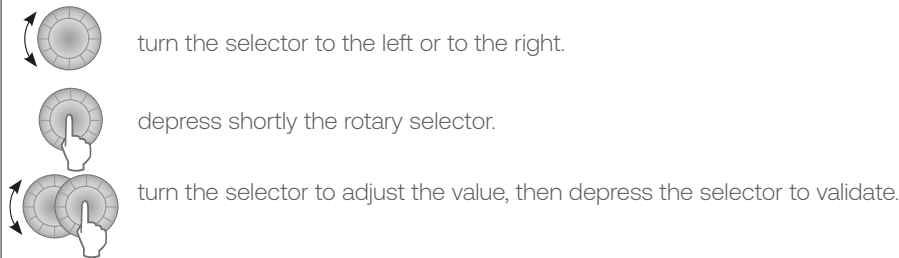 turn the selector to the left or to the right.
depress shortly the rotary selector.
turn the selector to adjust the value, then depress the selector to validate.